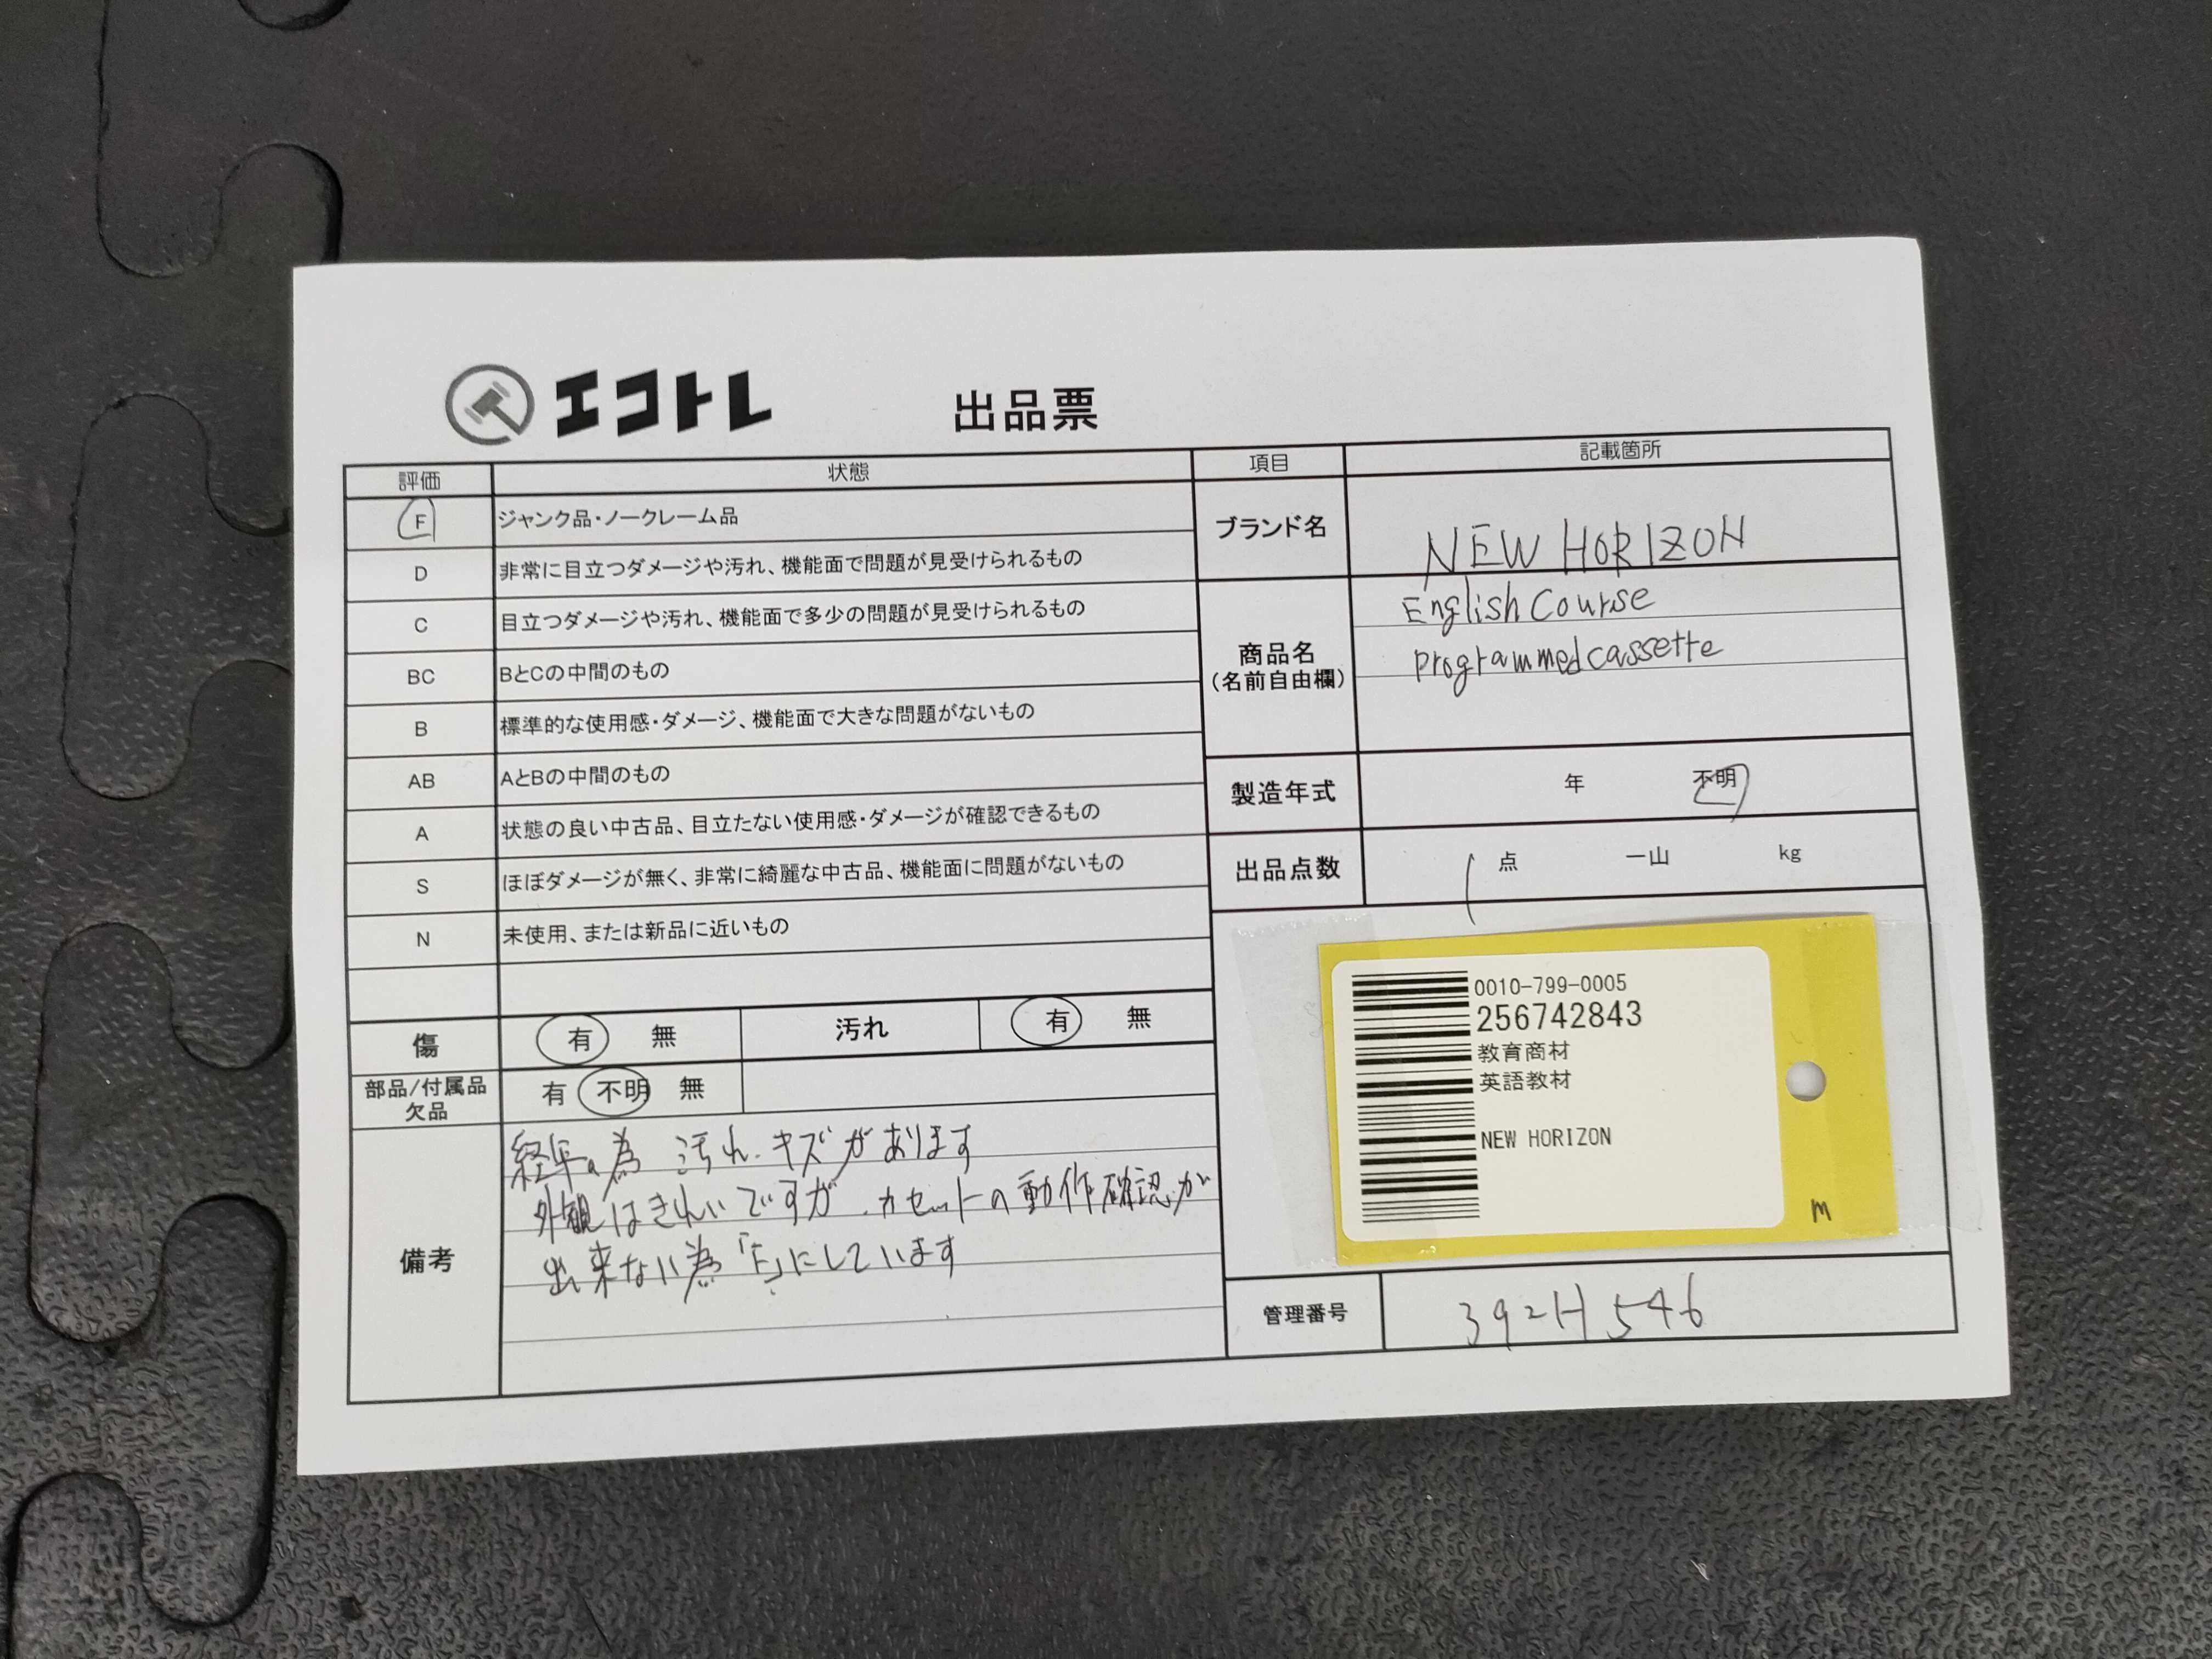 エコトレ 出品票
評価 状態
F ジャンク品・ノークレーム品
D 非常に目立つダメージや汚れ、機能面で問題が見受けられるもの
C 目立つダメージや汚れ、機能面で多少の問題が見受けられるもの
BC BとCの中間のもの
B 標準的な使用感・ダメージ、機能面で大きな問題がないもの
AB AとBの中間のもの
A 状態の良い中古品、目立たない使用感・ダメージが確認できるもの
S ほぼダメージが無く、非常に綺麗な中古品、機能面に問題がないもの
N 未使用、または新品に近いもの
傷 有 無 汚れ 有 無
部品/付属品
欠品
有 不明 無
備考
経年の為 汚れ.キズがあります
外観はきれいですが.カセットの動作確認が
出来ない為「F」にしています
項目 記載箇所
ブランド名 NEW HORIZON
商品名
(名前自由欄)
English Course
programmed cassette
製造年式 年 不明
出品点数 1 点 一山 kg
0010-799-0005
256742843
教育商材
英語教材
NEW HORIZON
M
管理番号 392H546